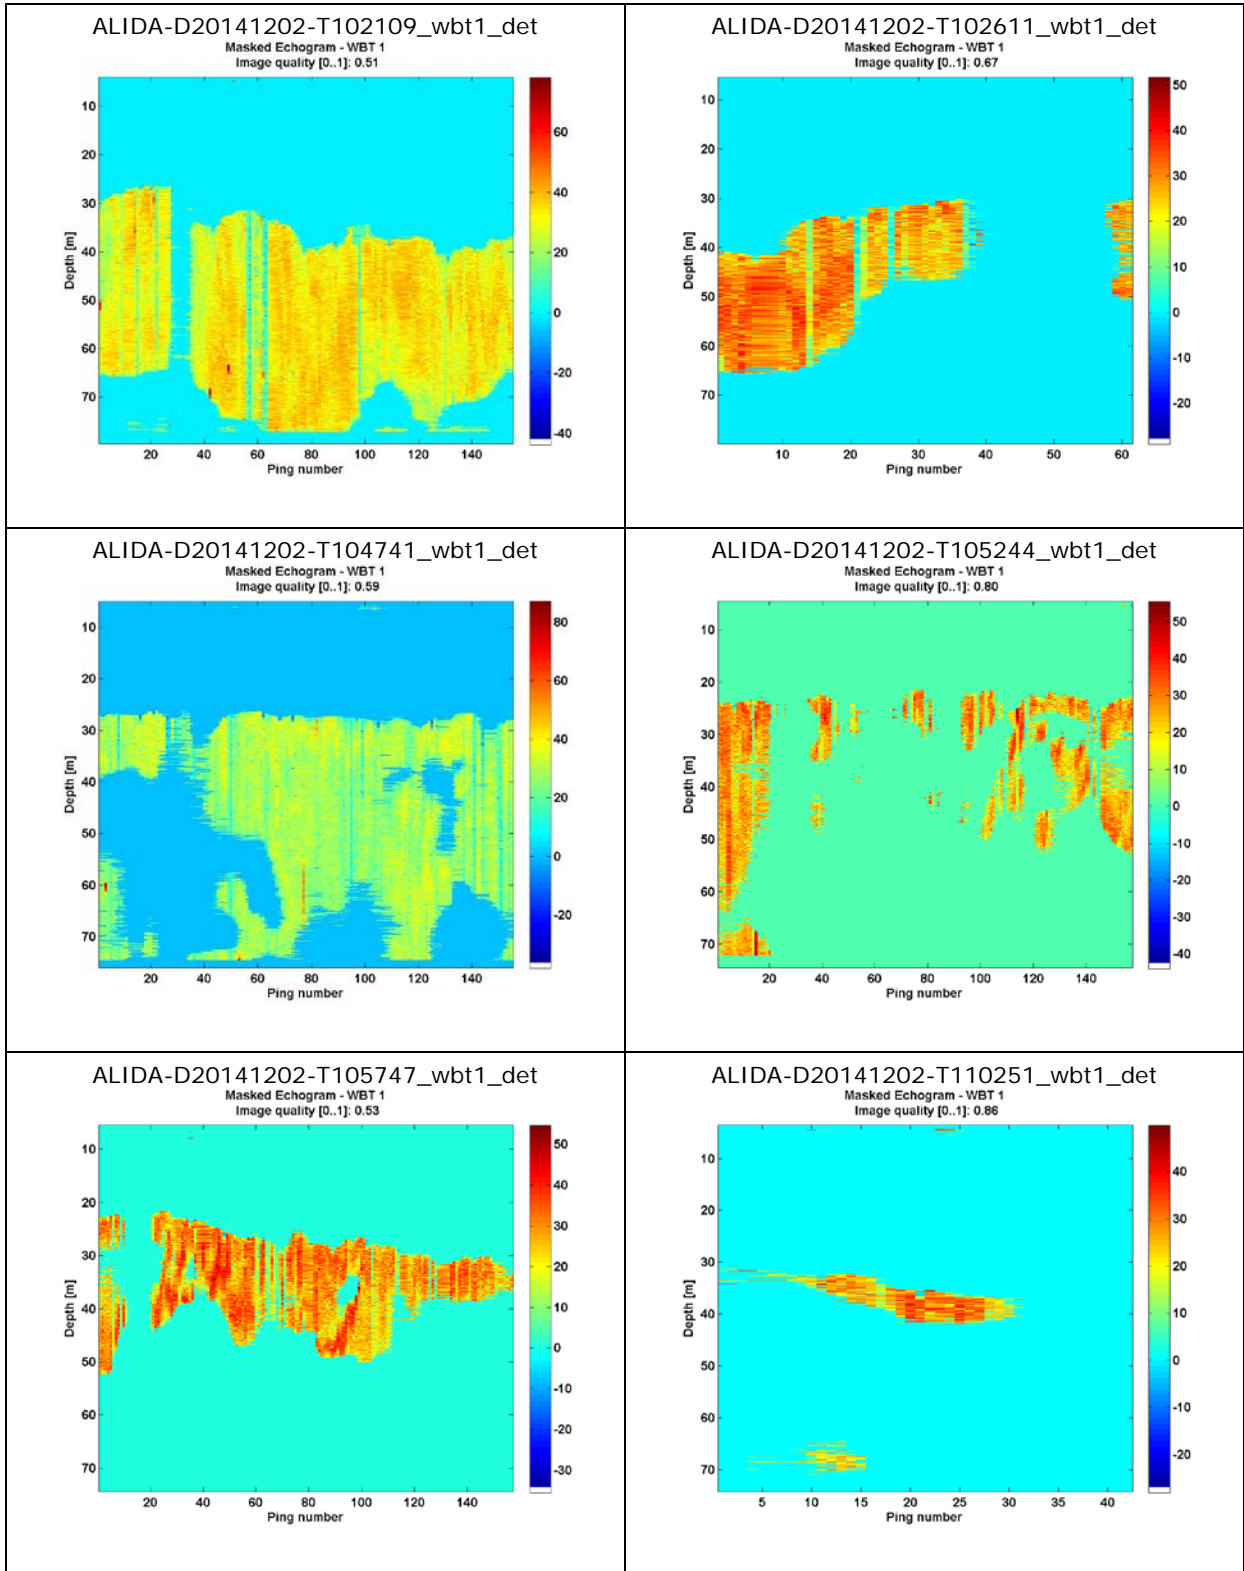 ALIDA-D20141202-T102109_wbt1_det
Masked Echogram - WBT 1
Image quality [0..1]: 0.51
10
20
30
40
50
60
70
Depth [m]
20 40 60 80 100 120 140
Ping number
60
40
20
0
-20
-40
ALIDA-D20141202-T102611_wbt1_det
Masked Echogram - WBT 1
Image quality [0..1]: 0.67
10
20
30
40
50
60
70
Depth [m]
10 20 30 40 50 60
Ping number
50
40
30
20
10
0
-10
-20
ALIDA-D20141202-T104741_wbt1_det
Masked Echogram - WBT 1
Image quality [0..1]: 0.59
10
20
30
40
50
60
70
Depth [m]
20 40 60 80 100 120 140
Ping number
80
60
40
20
0
-20
ALIDA-D20141202-T105244_wbt1_det
Masked Echogram - WBT 1
Image quality [0..1]: 0.80
10
20
30
40
50
60
70
Depth [m]
20 40 60 80 100 120 140
Ping number
50
40
30
20
10
0
-10
-20
-30
-40
ALIDA-D20141202-T105747_wbt1_det
Masked Echogram - WBT 1
Image quality [0..1]: 0.53
10
20
30
40
50
60
70
Depth [m]
20 40 60 80 100 120 140
Ping number
50
40
30
20
10
0
-10
-20
-30
ALIDA-D20141202-T110251_wbt1_det
Masked Echogram - WBT 1
Image quality [0..1]: 0.86
10
20
30
40
50
60
70
Depth [m]
5 10 15 20 25 30 35 40
Ping number
40
30
20
10
0
-10
-20